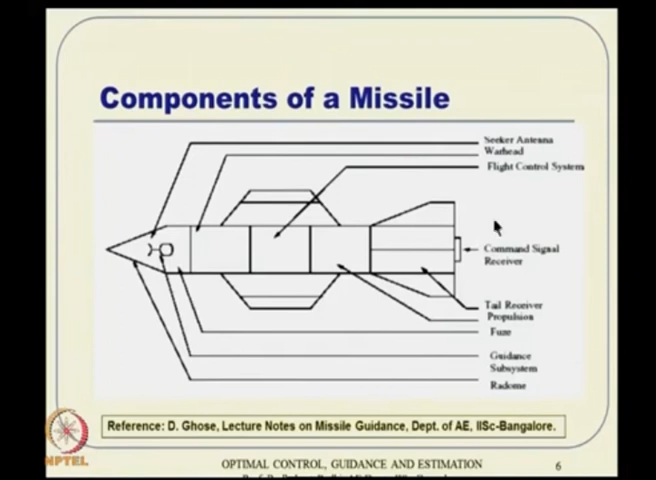 Components of a Missile
Seeker Antenna
Warhead
Flight Control System
Command Signal
Receiver
Tail Receiver
Propulsion
Fuze
Guidance
Subsystem
Radome
Reference: D. Ghose, Lecture Notes on Missile Guidance, Dept. of AE, IISc-Bangalore.
NPTEL
OPTIMAL CONTROL, GUIDANCE AND ESTIMATION
6